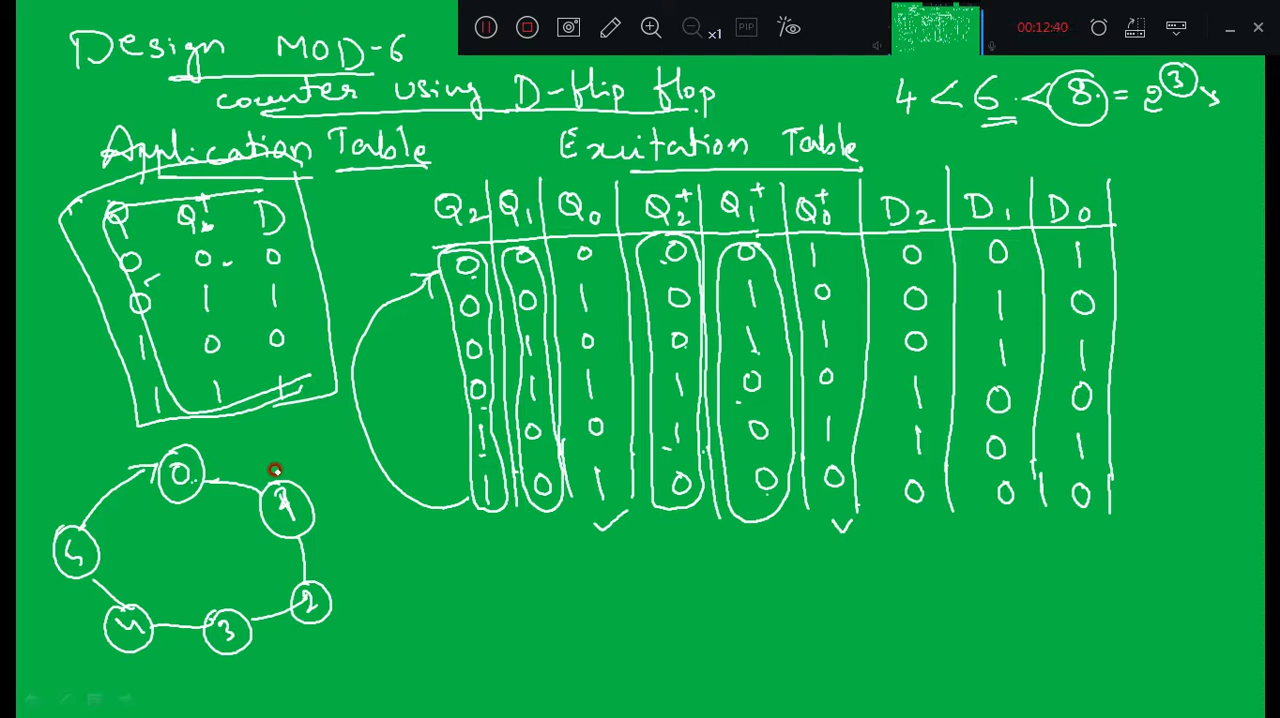 PIP
x1
00:12:40
Design MOD-6
counter using D-flip flop
4 < 6 < 8 = 2^3
Application Table
Excitation Table
Q Q+ D
0 0 0
0 1 1
1 0 0
1 1 1
Q2 Q1 Q0 Q2+ Q1+ Q0+ D2 D1 D0
0 0 0 0 0 1 0 0 1
0 0 1 0 1 0 0 1 0
0 1 0 0 1 1 0 1 1
0 1 1 1 0 0 1 0 0
1 0 0 1 0 1 1 0 1
1 0 1 0 0 0 0 0 0
0
1
2
3
4
5